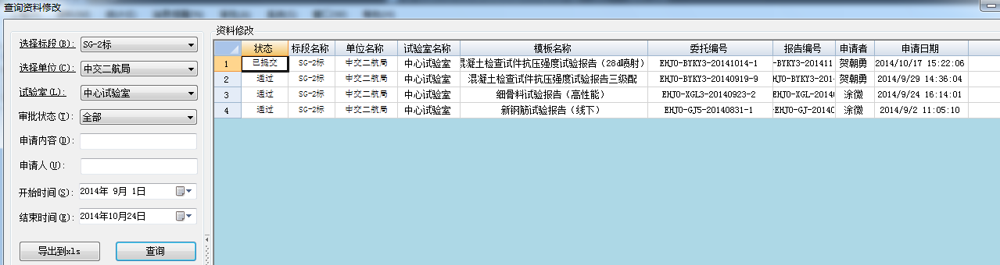 查询资料修改
选择标段(B): SG-2标
选择单位(C): 中交二航局
试验室(L): 中心试验室
审批状态(T): 全部
申请内容(D):
申请人(U):
开始时间(S): 2014年 9月 1日
结束时间(E): 2014年10月24日
导出到xls 查询
资料修改
状态 标段名称 单位名称 试验室名称 模板名称 委托编号 报告编号 申请者 申请日期
1 已提交 SG-2标 中交二航局 中心试验室 混凝土检查试件抗压强度试验报告（28d喷射） EHJ0-BYKY3-20141014-1 -BYKY3-201411 贺朝勇 2014/10/17 15:22:06
2 通过 SG-2标 中交二航局 中心试验室 混凝土检查试件抗压强度试验报告三级配 EHJ0-BYKY3-20140919-9 HJ0-BYKY3-201 贺朝勇 2014/9/29 14:36:04
3 通过 SG-2标 中交二航局 中心试验室 细骨料试验报告（高性能） EHJ0-XGL3-20140923-2 EHJ0-XGL-2014 涂微 2014/9/24 16:14:01
4 通过 SG-2标 中交二航局 中心试验室 新钢筋试验报告（线下） EHJ0-GJ5-20140831-1 EHJ0-GJ-2014 涂微 2014/9/2 11:05:10